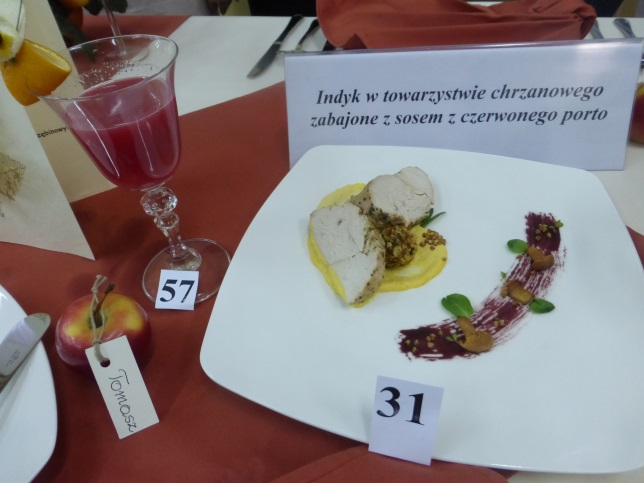 Indyk w towarzystwie chrzanowego
zabajone z sosem z czerwonego porto
57
Tomasz
31